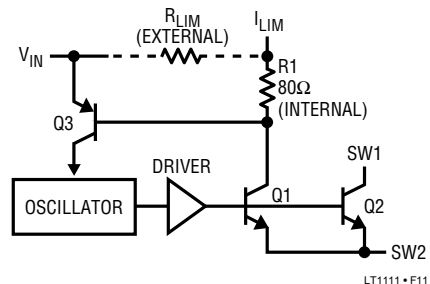 R_LIM
(EXTERNAL)
I_LIM
V_IN
R1
80Ω
(INTERNAL)
Q3
DRIVER
SW1
OSCILLATOR
Q1
Q2
SW2
LT1111 • F11